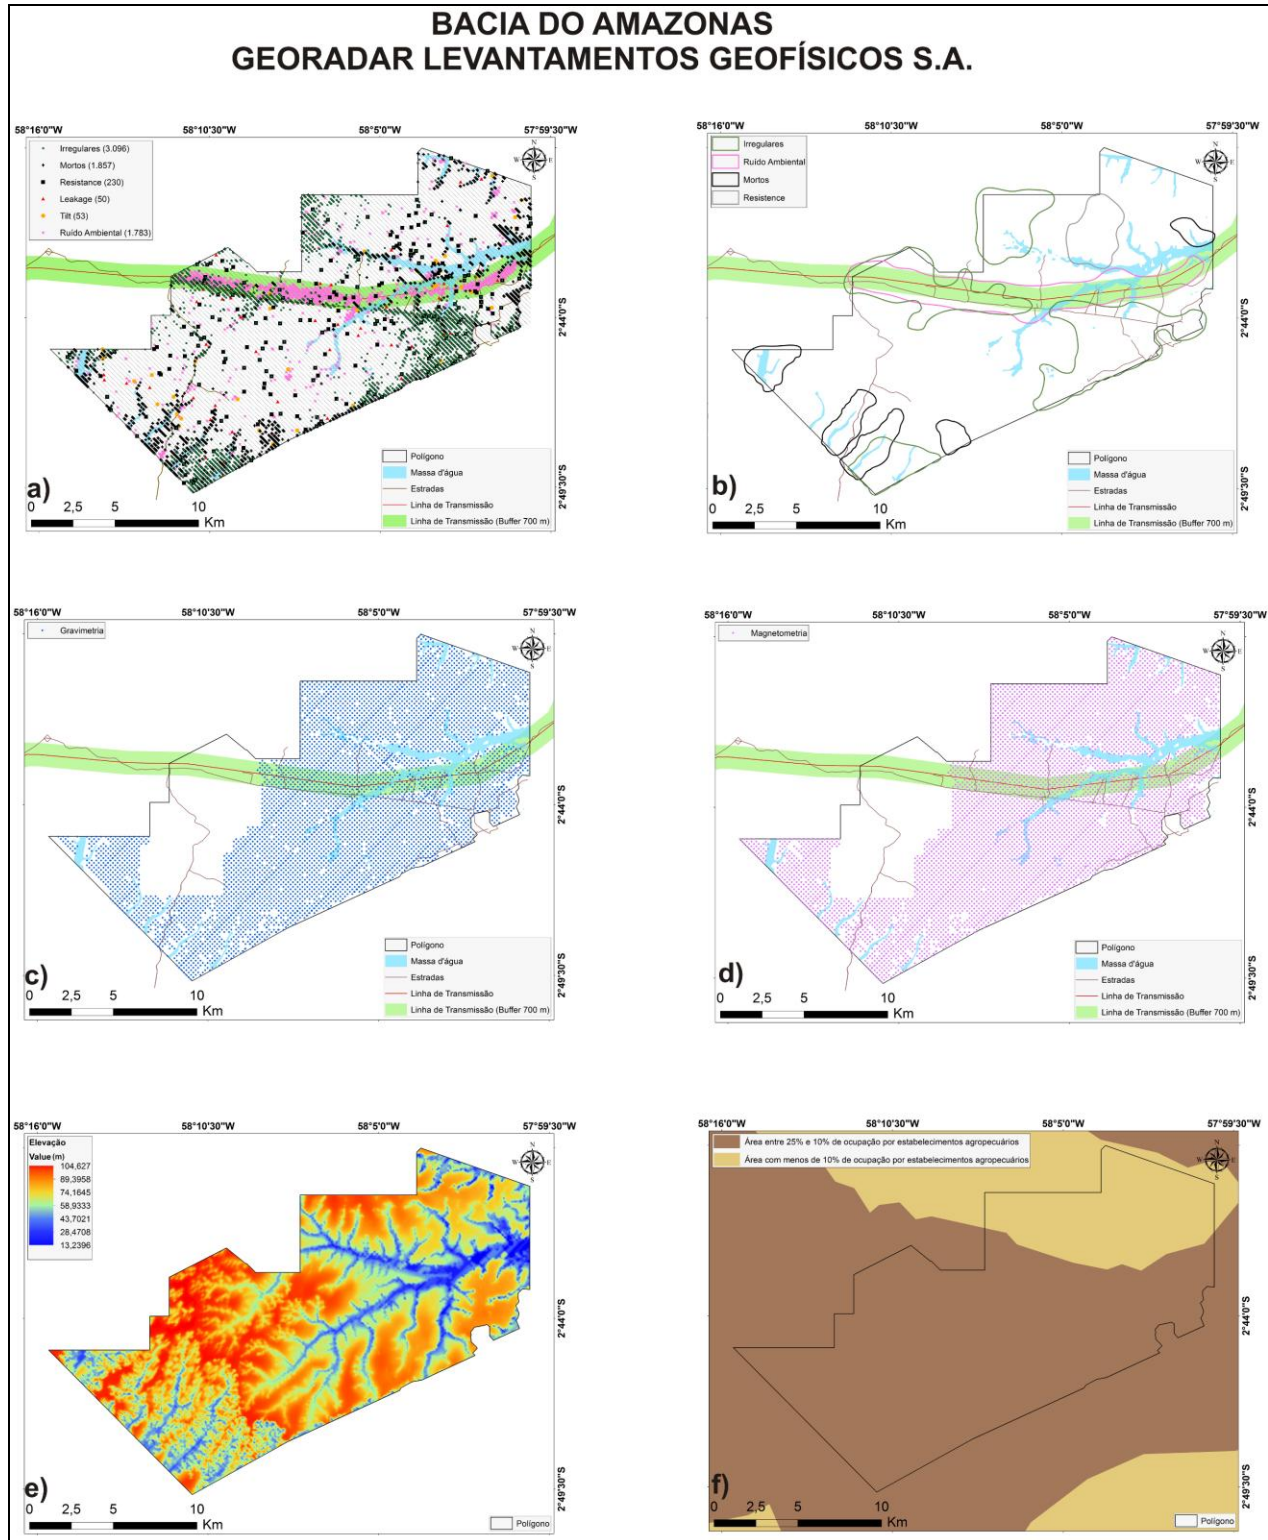 BACIA DO AMAZONAS
GEORADAR LEVANTAMENTOS GEOFÍSICOS S.A.
58°16'0"W 58°10'30"W 58°5'0"W 57°59'30"W
Irregulares (3.096)
Mortos (1.857)
Resistance (230)
Leakage (50)
Tilt (53)
Ruído Ambiental (1.783)
N
W E
S
2°44'0"S
2°49'30"S
Polígono
Massa d'água
Estradas
Linha de Transmissão
Linha de Transmissão (Buffer 700 m)
a)
0 2,5 5 10
Km
58°16'0"W 58°10'30"W 58°5'0"W 57°59'30"W
Irregulares
Ruído Ambiental
Mortos
Resistence
N
W E
S
2°44'0"S
2°49'30"S
Polígono
Massa d'água
Estradas
Linha de Transmissão
Linha de Transmissão (Buffer 700 m)
b)
0 2,5 5 10
Km
58°16'0"W 58°10'30"W 58°5'0"W 57°59'30"W
Gravimetria
N
W E
S
2°44'0"S
2°49'30"S
Polígono
Massa d'água
Estradas
Linha de Transmissão
Linha de Transmissão (Buffer 700 m)
c)
0 2,5 5 10
Km
58°16'0"W 58°10'30"W 58°5'0"W 57°59'30"W
Magnetometria
N
W E
S
2°44'0"S
2°49'30"S
Polígono
Massa d'água
Estradas
Linha de Transmissão
Linha de Transmissão (Buffer 700 m)
d)
0 2,5 5 10
Km
58°16'0"W 58°10'30"W 58°5'0"W 57°59'30"W
Elevação
Value (m)
104,627
89,3958
74,1645
58,9333
43,7021
28,4708
13,2396
N
W E
S
2°44'0"S
2°49'30"S
e)
0 2,5 5 10
Km
Polígono
58°16'0"W 58°10'30"W 58°5'0"W 57°59'30"W
Área entre 25% e 10% de ocupação por estabelecimentos agropecuários
Área com menos de 10% de ocupação por estabelecimentos agropecuários
N
W E
S
2°44'0"S
2°49'30"S
f)
0 2,5 5 10
Km
Polígono